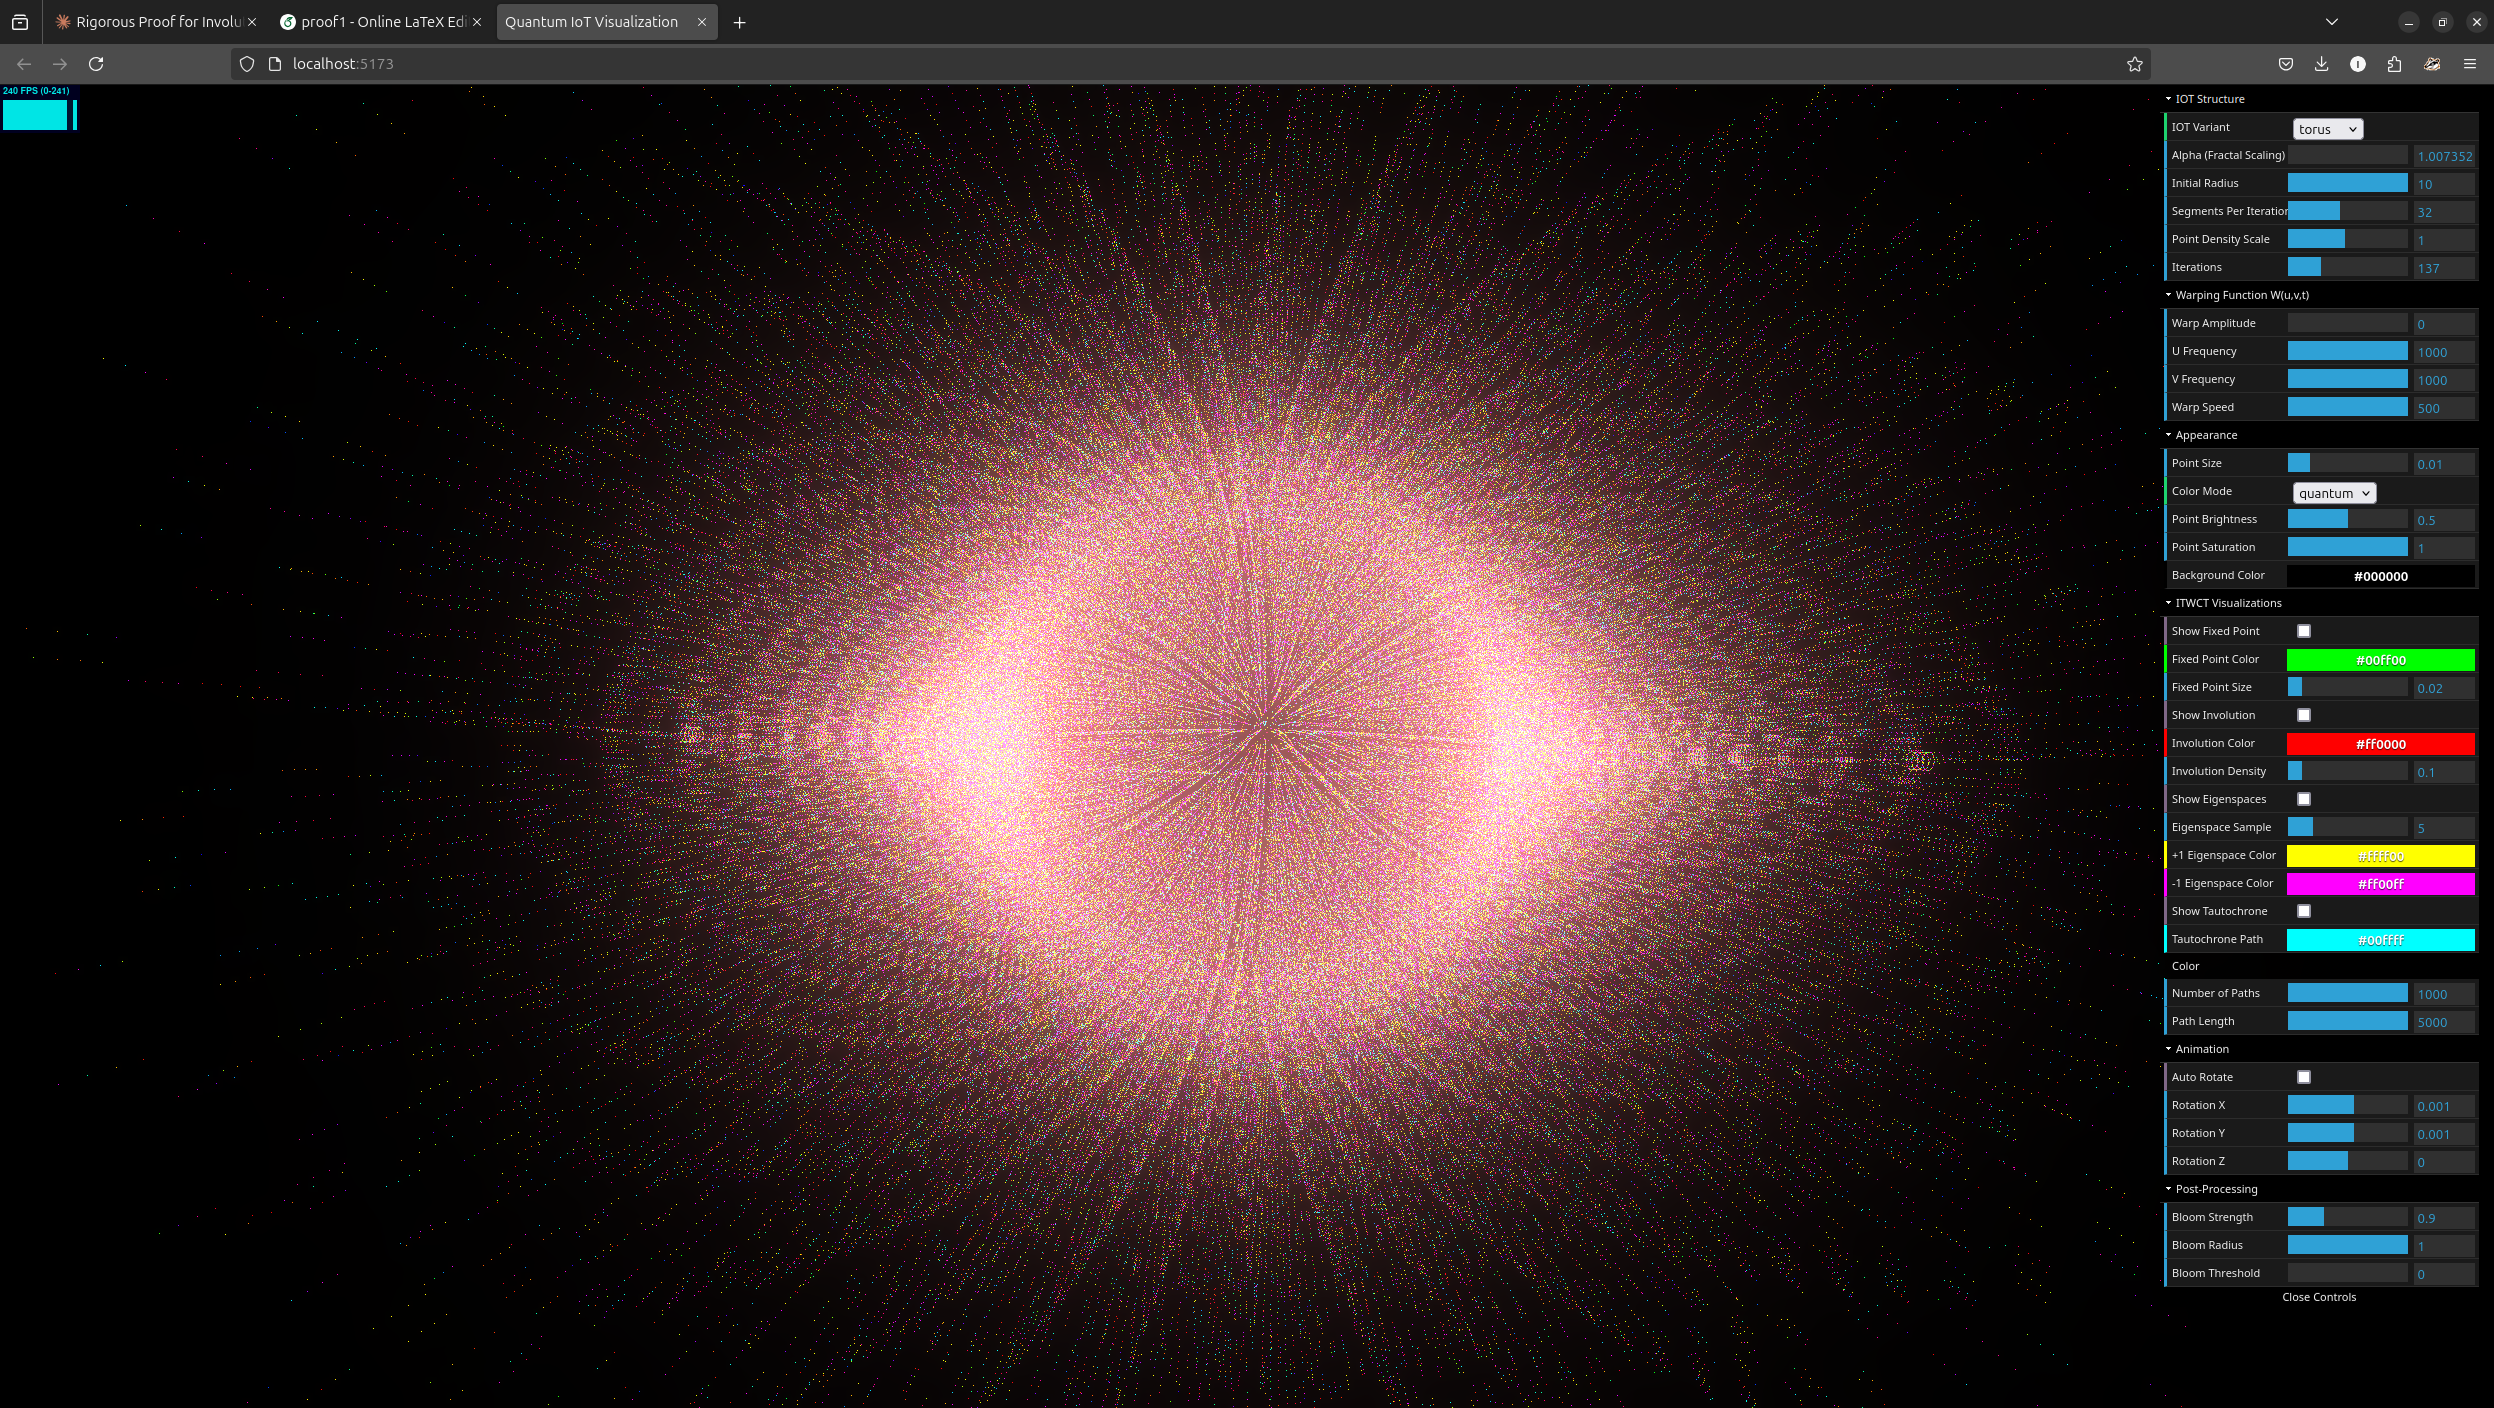 Rigorous Proof for Involu
proof1 - Online LaTeX Edi
Quantum IoT Visualization
localhost:5173
240 FPS (0-241)
IOT Structure
IOT Variant torus
Alpha (Fractal Scaling) 1.007352
Initial Radius 10
Segments Per Iteration 32
Point Density Scale 1
Iterations 137
Warping Function W(u,v,t)
Warp Amplitude 0
U Frequency 1000
V Frequency 1000
Warp Speed 500
Appearance
Point Size 0.01
Color Mode quantum
Point Brightness 0.5
Point Saturation 1
Background Color #000000
ITWCT Visualizations
Show Fixed Point
Fixed Point Color #00ff00
Fixed Point Size 0.02
Show Involution
Involution Color #ff0000
Involution Density 0.1
Show Eigenspaces
Eigenspace Sample 5
+1 Eigenspace Color #ffff00
-1 Eigenspace Color #ff00ff
Show Tautochrone
Tautochrone Path #00ffff
Color
Number of Paths 1000
Path Length 5000
Animation
Auto Rotate
Rotation X 0.001
Rotation Y 0.001
Rotation Z 0
Post-Processing
Bloom Strength 0.9
Bloom Radius 1
Bloom Threshold 0
Close Controls